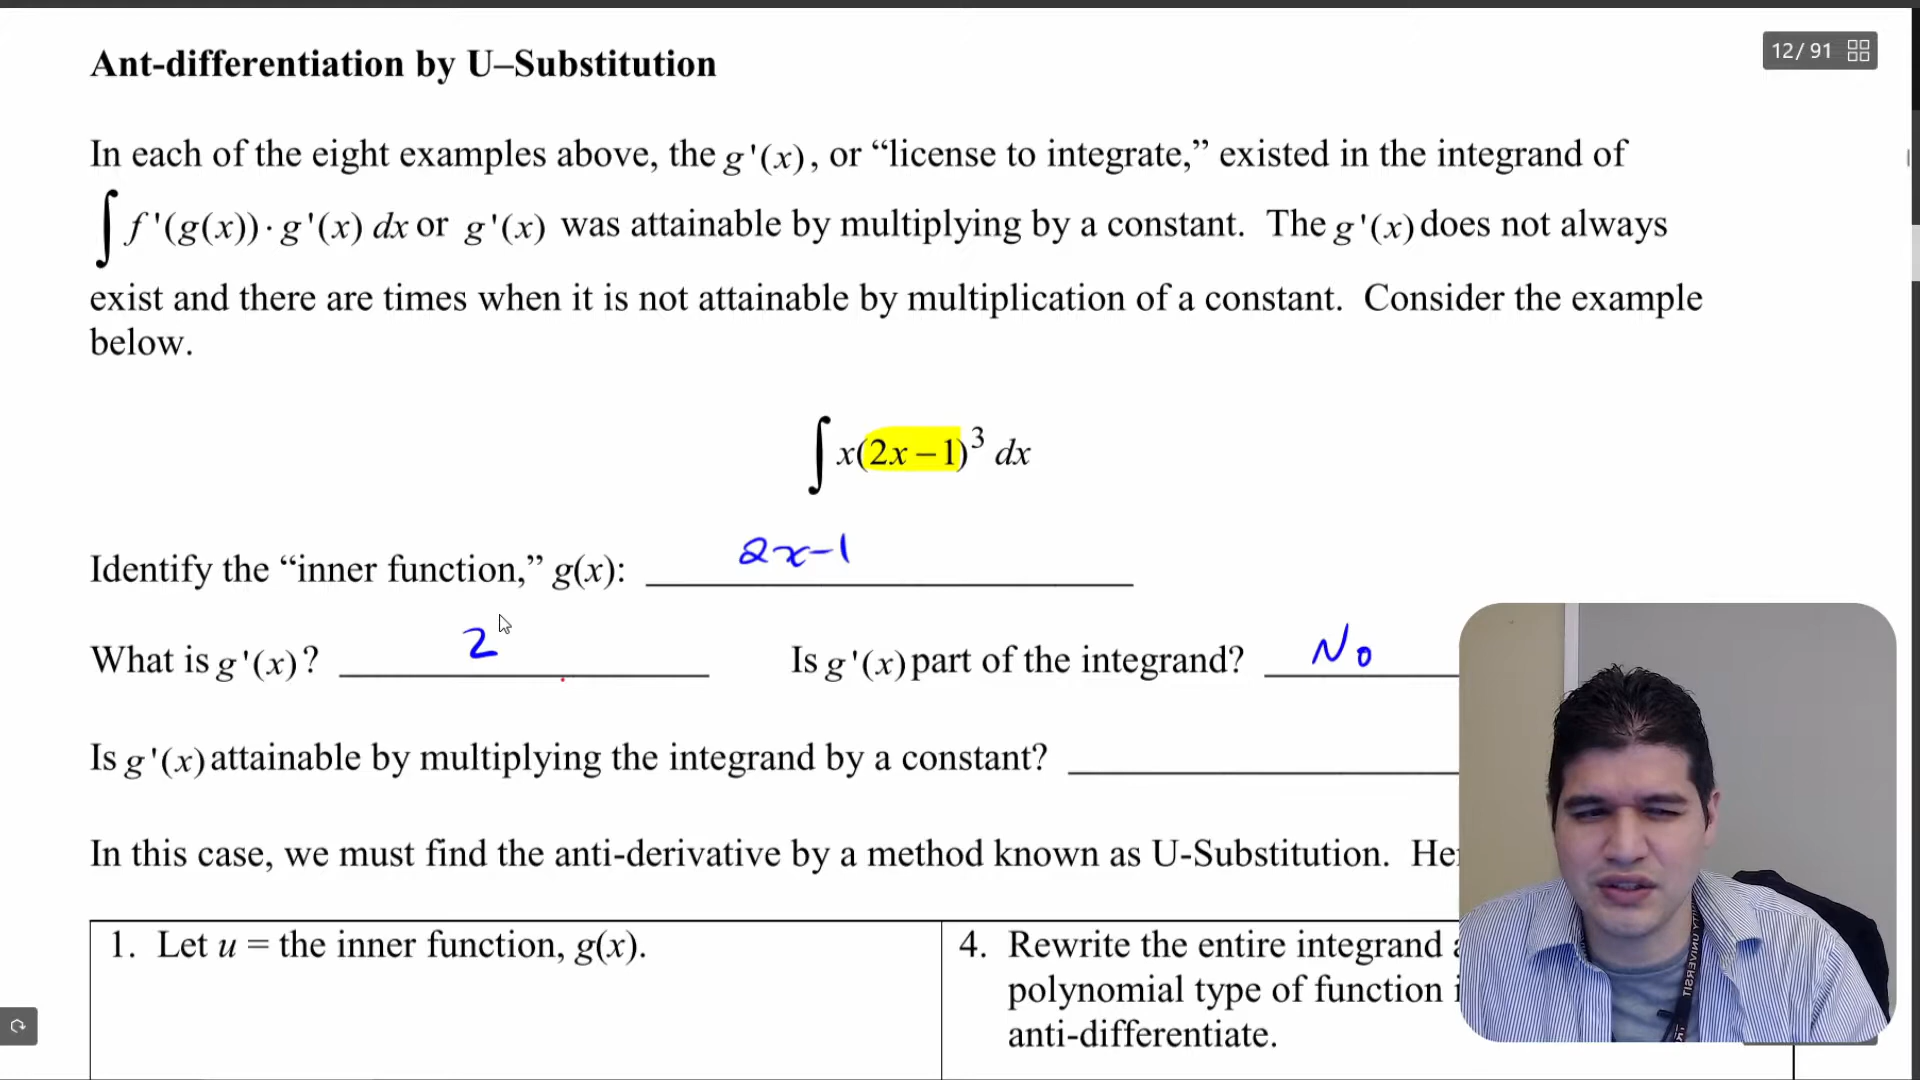 12/ 91
Ant-differentiation by U–Substitution
In each of the eight examples above, the g'(x), or “license to integrate,” existed in the integrand of
∫ f'(g(x))·g'(x) dx or g'(x) was attainable by multiplying by a constant. The g'(x) does not always
exist and there are times when it is not attainable by multiplication of a constant. Consider the example
below.
∫ x(2x – 1)³ dx
Identify the “inner function,” g(x): 2x-1
What is g'(x)? 2 Is g'(x) part of the integrand? No
Is g'(x) attainable by multiplying the integrand by a constant?
In this case, we must find the anti-derivative by a method known as U-Substitution.
1. Let u = the inner function, g(x).
4. Rewrite the entire integrand
polynomial type of function
anti-differentiate.